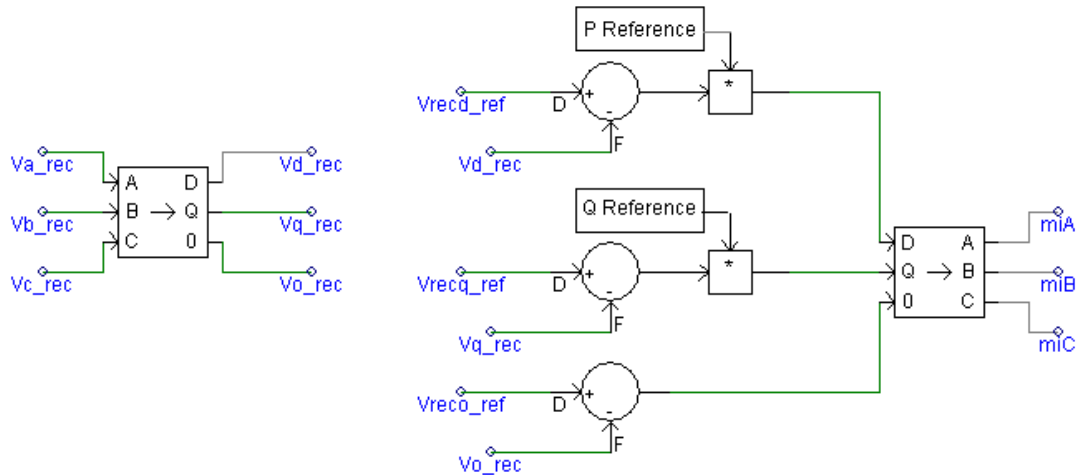 P Reference
*
+
-
D
F
Vrecd_ref
Vd_rec
Va_rec
Vb_rec
Vc_rec
A
B
C
D
Q
0
Vd_rec
Vq_rec
Vo_rec
Q Reference
*
+
-
D
F
Vrecq_ref
Vq_rec
+
-
D
F
Vreco_ref
Vo_rec
D
Q
0
A
B
C
miA
miB
miC